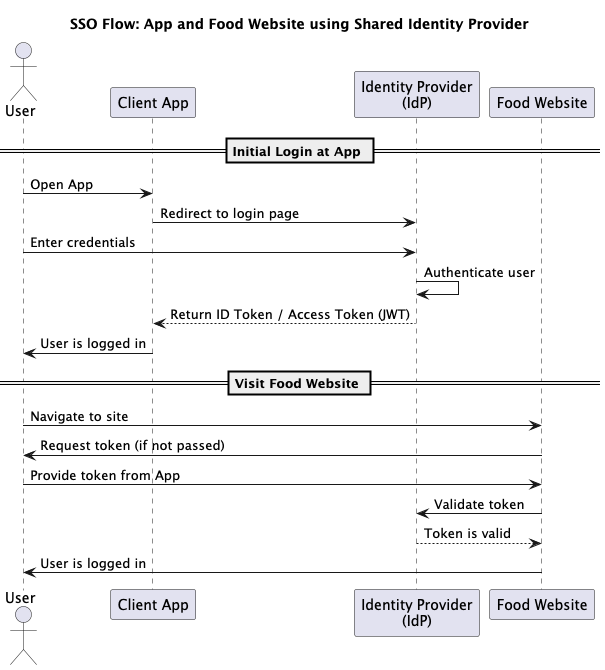 SSO Flow: App and Food Website using Shared Identity Provider
User
Client App
Identity Provider
(IdP)
Food Website
Initial Login at App
Open App
Redirect to login page
Enter credentials
Authenticate user
Return ID Token / Access Token (JWT)
User is logged in
Visit Food Website
Navigate to site
Request token (if not passed)
Provide token from App
Validate token
Token is valid
User is logged in
User
Client App
Identity Provider
(IdP)
Food Website